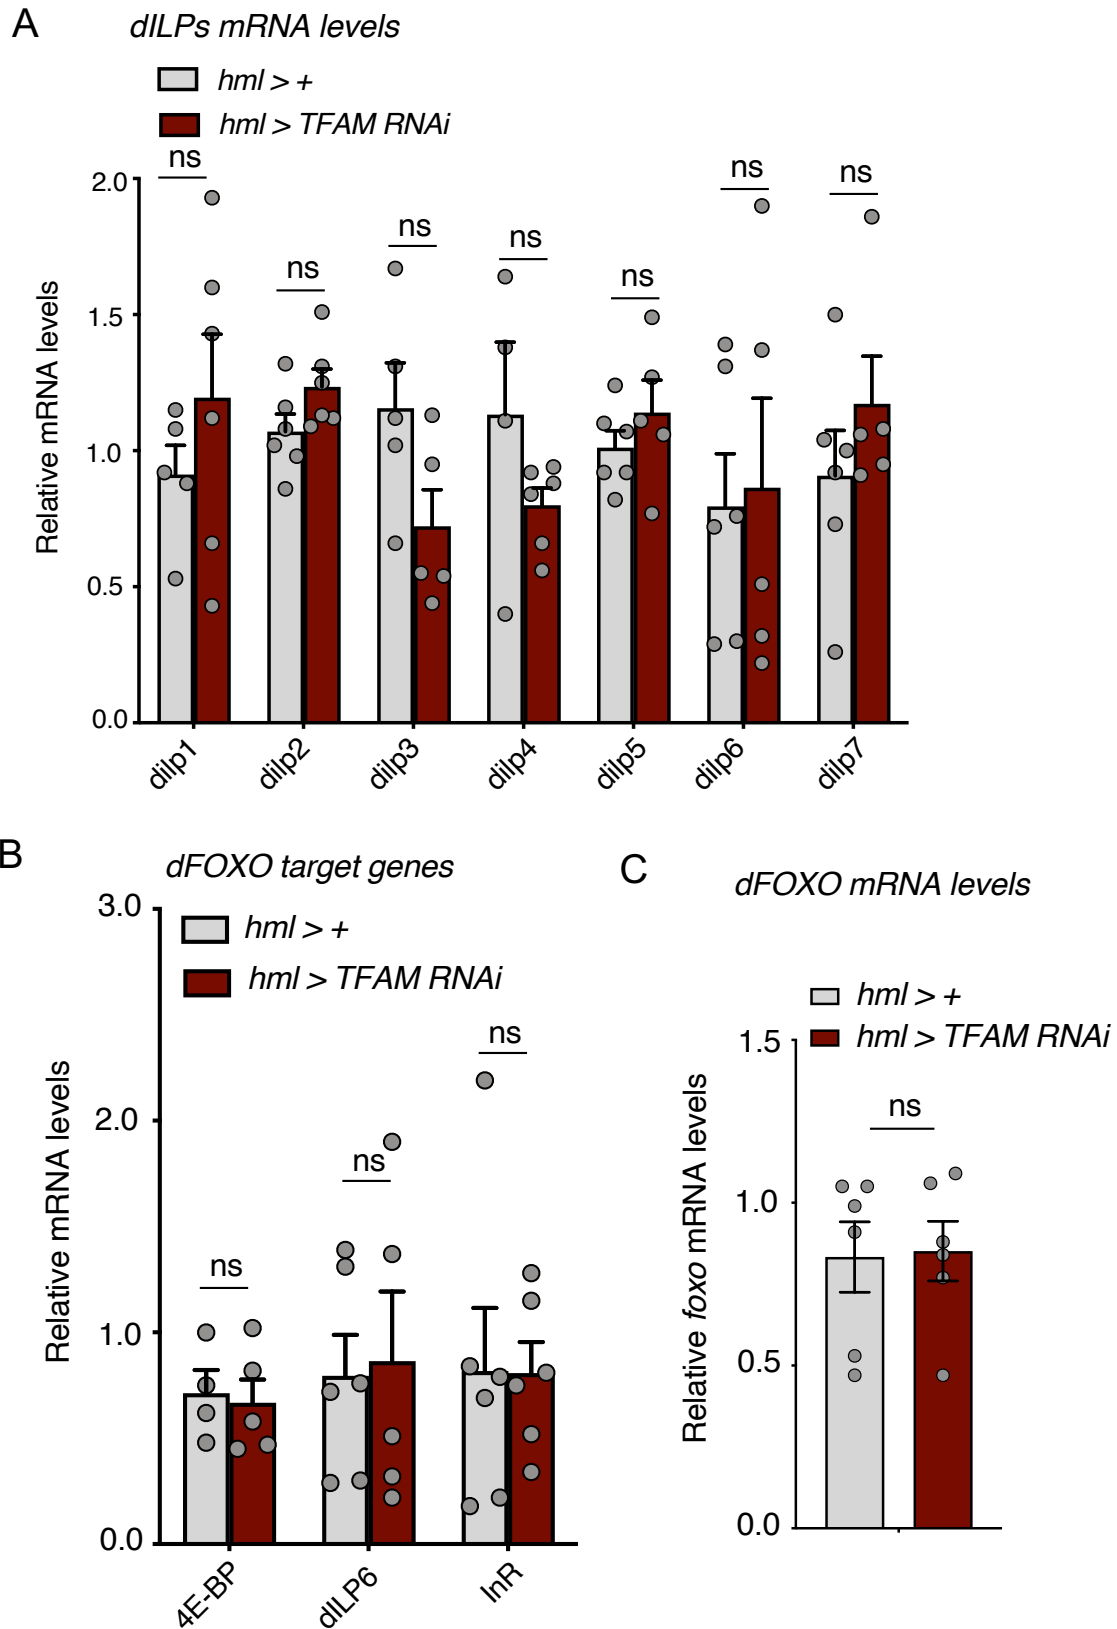 A
dILPs mRNA levels
hml > +
hml > TFAM RNAi
ns
ns
ns
ns
ns
ns
ns
Relative mRNA levels
2.0
1.5
1.0
0.5
0.0
dilp1
dilp2
dilp3
dilp4
dilp5
dilp6
dilp7
B
dFOXO target genes
hml > +
hml > TFAM RNAi
ns
ns
ns
Relative mRNA levels
3.0
2.0
1.0
0.0
4E-BP
dILP6
InR
C
dFOXO mRNA levels
hml > +
hml > TFAM RNAi
ns
Relative foxo mRNA levels
1.5
1.0
0.5
0.0